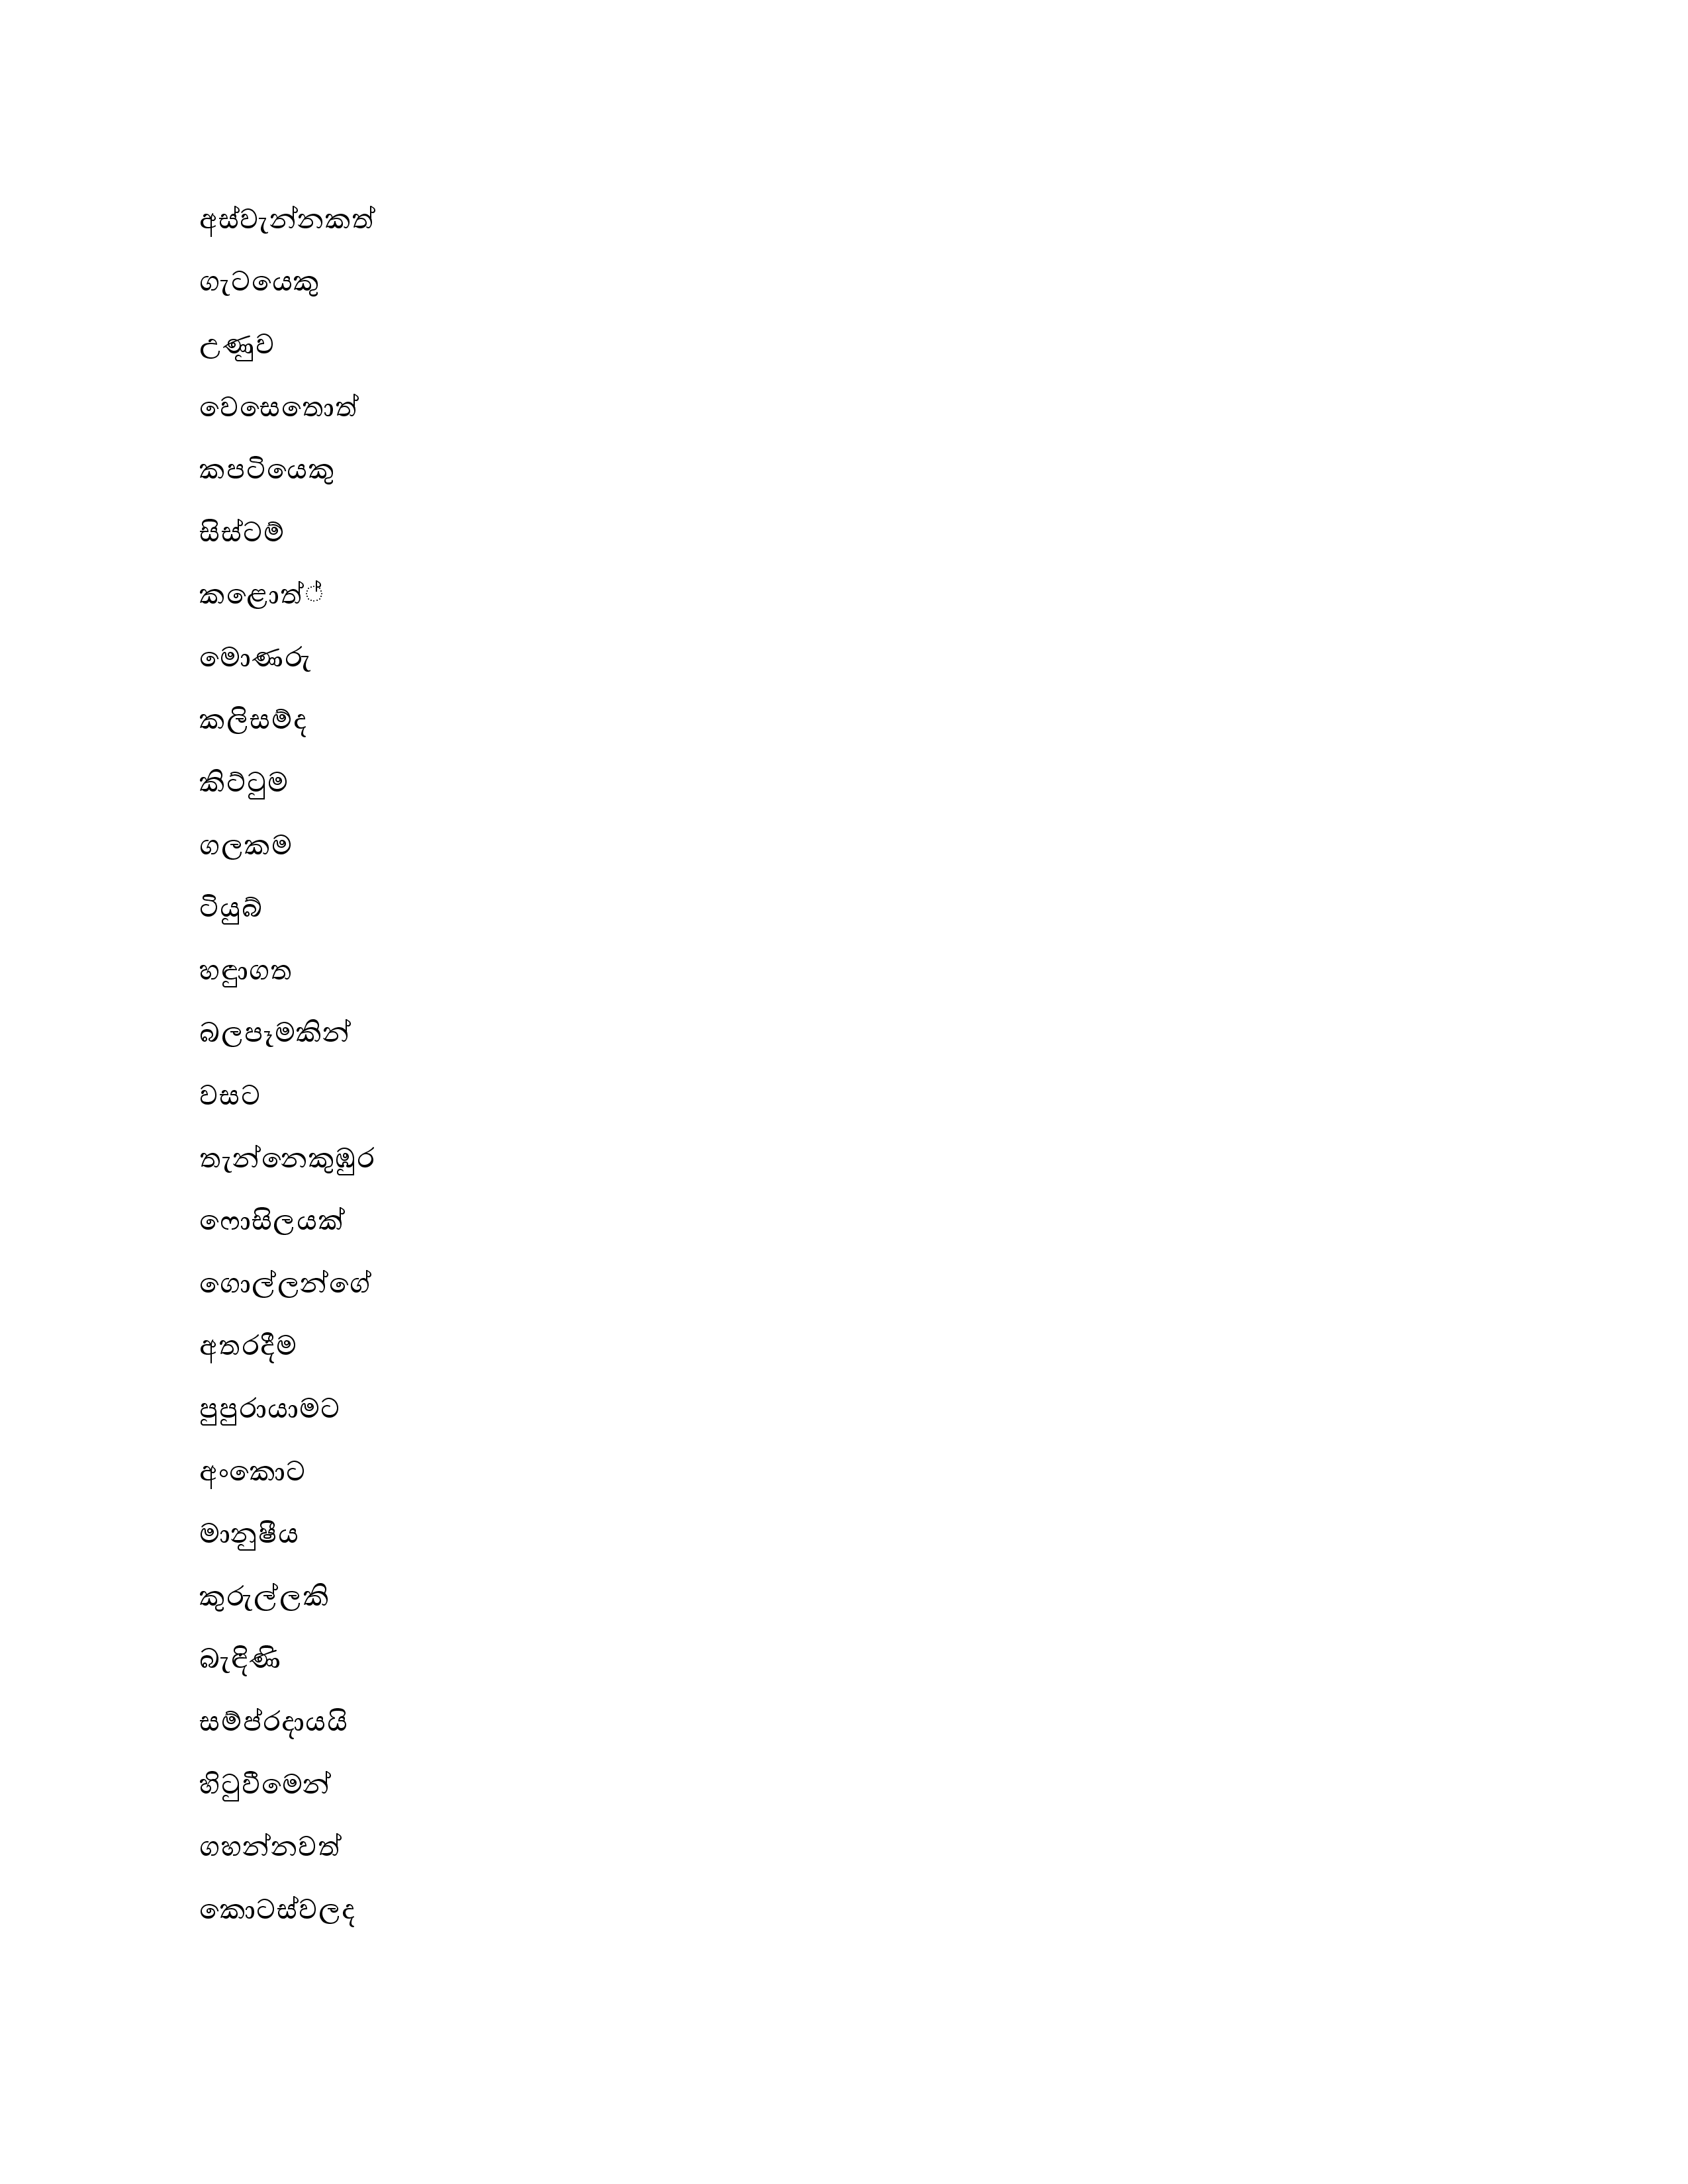 අස්වැන්නකත්
ගැටයෙකු
උණුව
වෙසෙතොත්
කපටියෙකු
සිස්ටම්
කළොත්්
මොණරු
කලිසම්ද
කිට්ටුම
ගලකම
ටියුබ්
හඳුාගත
බලපෑමකින්
වසට
තැන්නෙකුඹුර
ෆොසිලයක්
ගොල්ලන්ගේ
අතරදීම
පුපුරායාමට
අංකොට
මානුෂීය
කුරුල්ලකි
බැඳිණි
සම්ප්රදායයි
හිටුවීමෙන්
ගහන්නවත්
කොටස්වලද